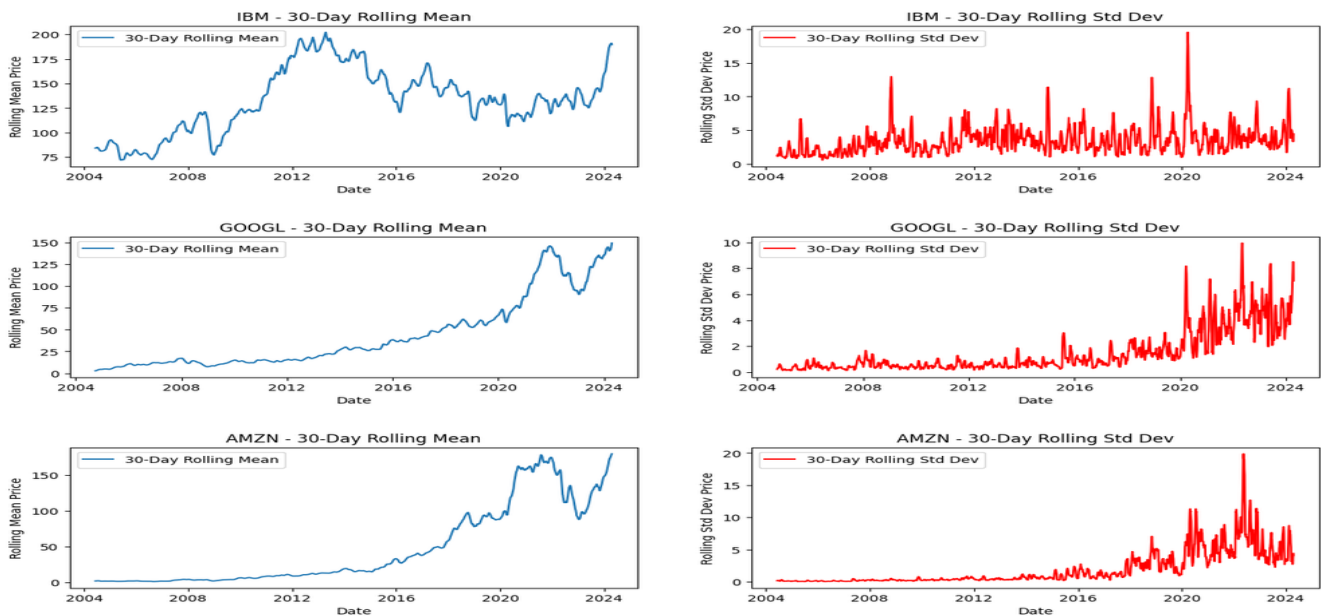 IBM - 30-Day Rolling Mean
200
175
150
125
100
75
Rolling Mean Price
30-Day Rolling Mean
2004 2008 2012 2016 2020 2024
Date
IBM - 30-Day Rolling Std Dev
20
15
10
5
0
Rolling Std Dev Price
30-Day Rolling Std Dev
2004 2008 2012 2016 2020 2024
Date
GOOGL - 30-Day Rolling Mean
150
125
100
75
50
25
0
Rolling Mean Price
30-Day Rolling Mean
2004 2008 2012 2016 2020 2024
Date
GOOGL - 30-Day Rolling Std Dev
10
8
6
4
2
0
Rolling Std Dev Price
30-Day Rolling Std Dev
2004 2008 2012 2016 2020 2024
Date
AMZN - 30-Day Rolling Mean
150
100
50
0
Rolling Mean Price
30-Day Rolling Mean
2004 2008 2012 2016 2020 2024
Date
AMZN - 30-Day Rolling Std Dev
20
15
10
5
0
Rolling Std Dev Price
30-Day Rolling Std Dev
2004 2008 2012 2016 2020 2024
Date